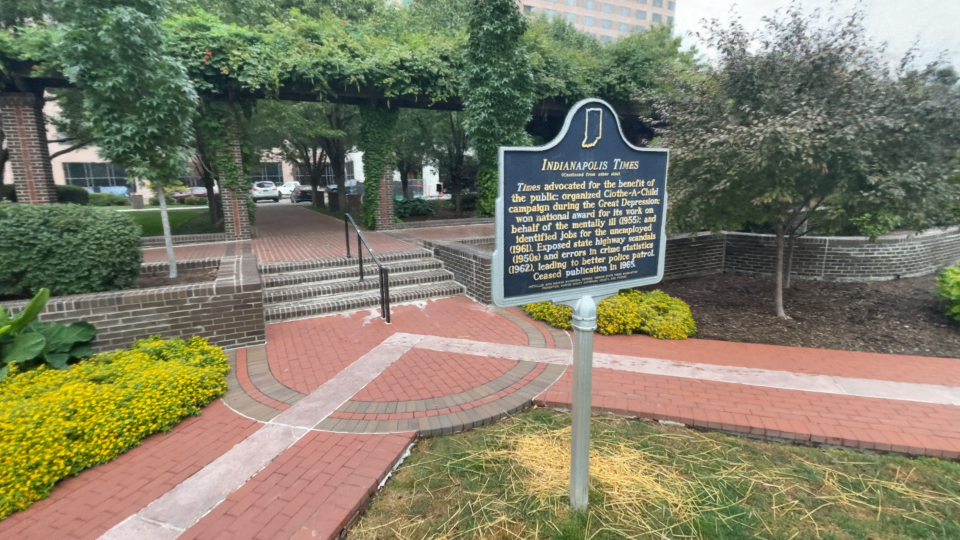 INDIANAPOLIS TIMES
(Continued from other side)
Times advocated for the benefit of
the public: organized Clothe-A-Child
campaign during the Great Depression;
won national award for its work on
behalf of the mentally ill (1955); and
identified jobs for the unemployed
(1961). Exposed state highway scandals
(1950s) and errors in crime statistics
(1962), leading to better police patrol.
Ceased publication in 1965.